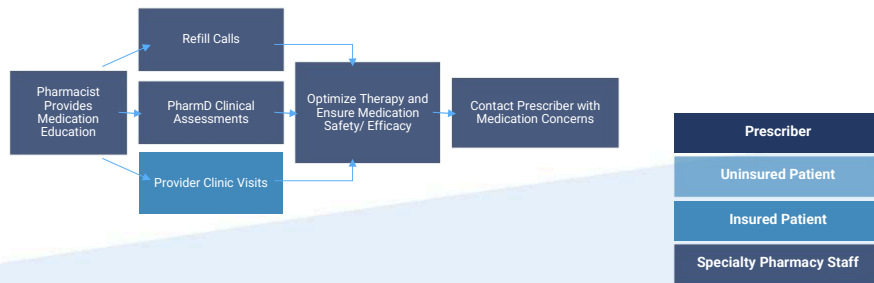 Refill Calls
Pharmacist
Provides
Medication
Education
PharmD Clinical
Assessments
Provider Clinic Visits
Optimize Therapy and
Ensure Medication
Safety/ Efficacy
Contact Prescriber with
Medication Concerns
Prescriber
Uninsured Patient
Insured Patient
Specialty Pharmacy Staff